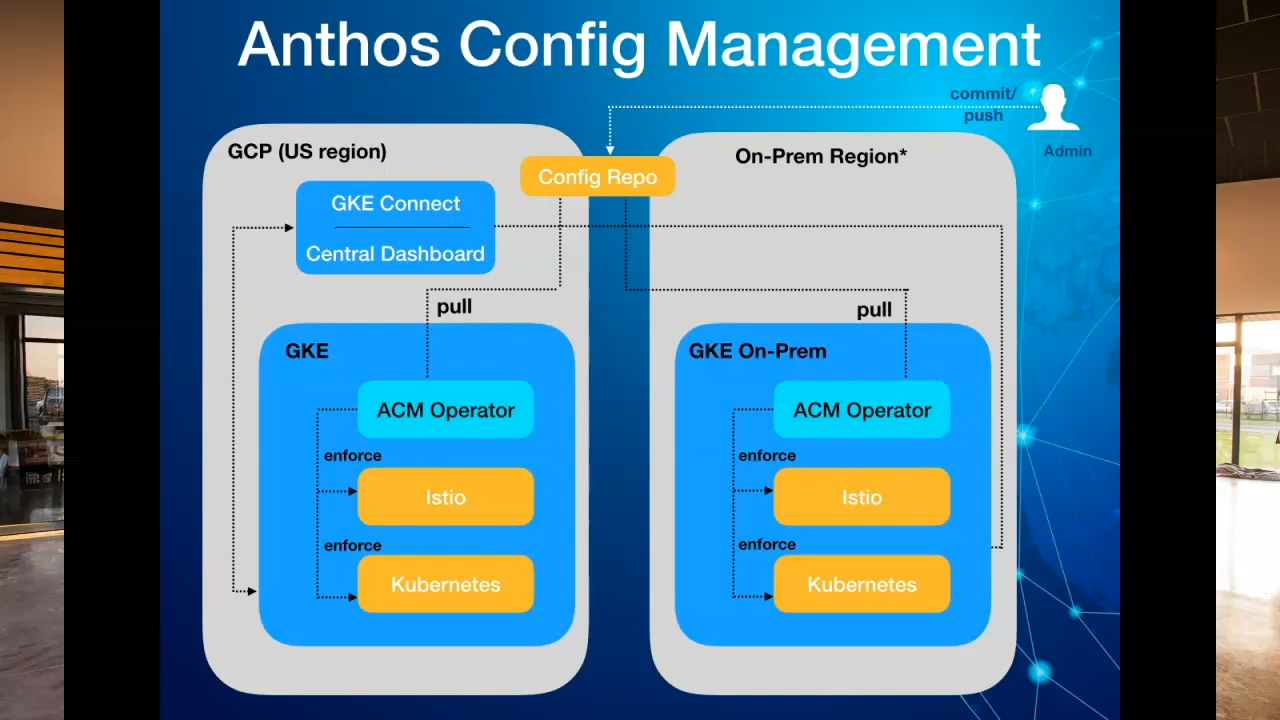 Anthos Config Management
commit/
push
Admin
GCP (US region)
Config Repo
On-Prem Region*
GKE Connect
Central Dashboard
pull
pull
GKE
ACM Operator
enforce
Istio
enforce
Kubernetes
GKE On-Prem
ACM Operator
enforce
Istio
enforce
Kubernetes